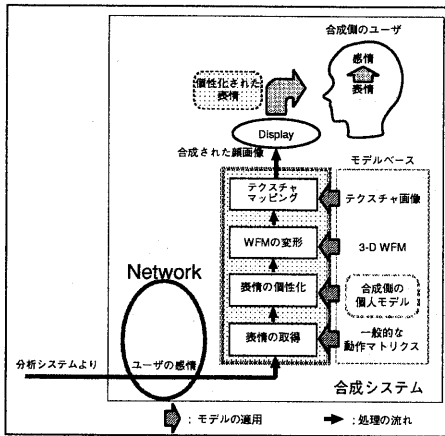 合成側のユーザ
感情
表情
個性化された
表情
Display
合成された顔画像
モデルベース
テクスチャ
マッピング
テクスチャ画像
WFMの変形
3-D WFM
Network
表情の個性化
合成側の
個人モデル
表情の取得
一般的な
動作マトリクス
分析システムより
ユーザの感情
合成システム
; モデルの適用
;処理の流れ